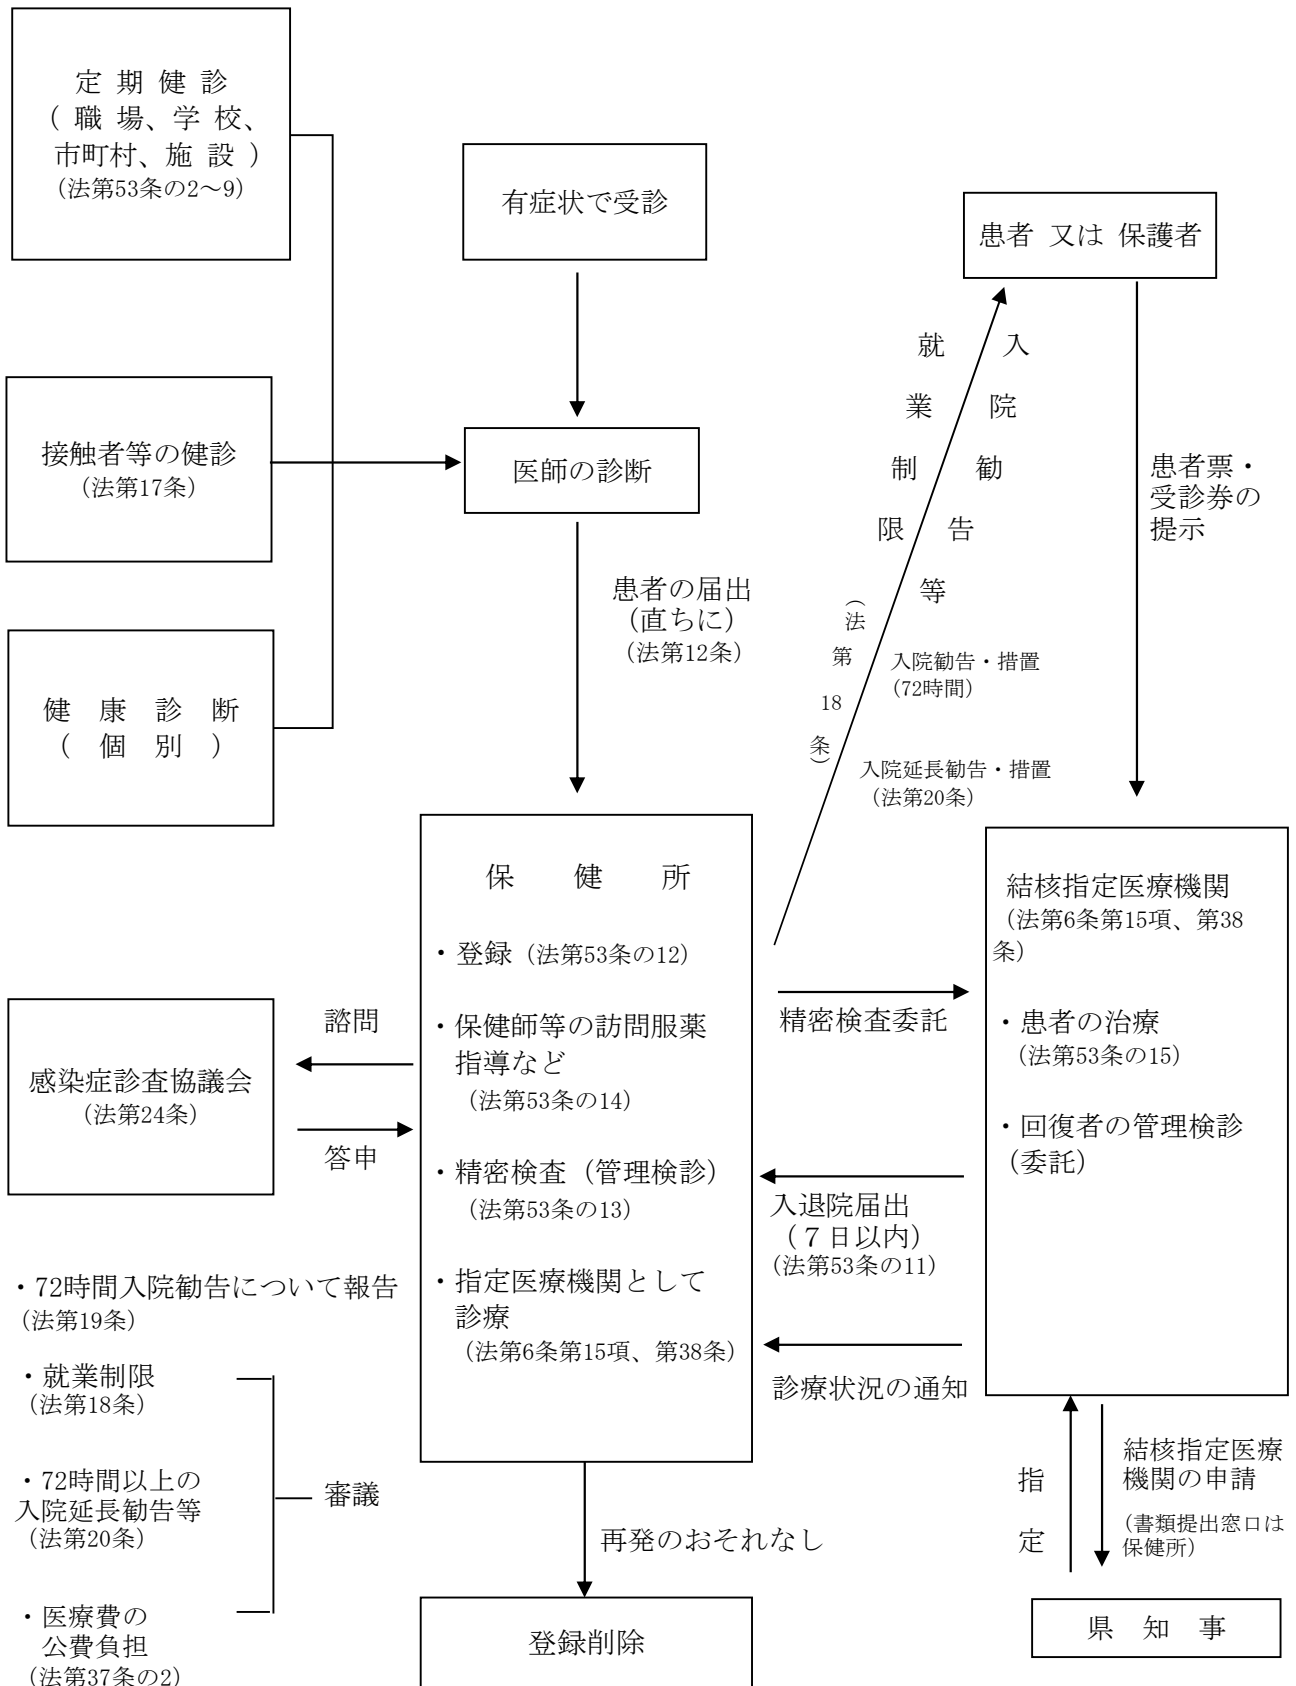 定期健診
（職場、学校、
市町村、施設）
（法第53条の2～9）
有症状で受診
患者 又は 保護者
接触者等の健診
（法第17条）
医師の診断
就業制限
入院勧告等
（法第18条）
患者票・
受診券の
提示
患者の届出
（直ちに）
（法第12条）
入院勧告・措置
（72時間）
入院延長勧告・措置
（法第20条）
健康診断
（個別）
保健所
・登録（法第53条の12）
・保健師等の訪問服薬
指導など
（法第53条の14）
・精密検査（管理検診）
（法第53条の13）
・指定医療機関として
診療
（法第6条第15項、第38条）
結核指定医療機関
（法第6条第15項、第38
条）
・患者の治療
（法第53条の15）
・回復者の管理検診
（委託）
精密検査委託
諮問
感染症診査協議会
（法第24条）
答申
入退院届出
（７日以内）
（法第53条の11）
診療状況の通知
・72時間入院勧告について報告
（法第19条）
・就業制限
（法第18条）
・72時間以上の
入院延長勧告等
（法第20条）
審議
・医療費の
公費負担
（法第37条の2）
再発のおそれなし
登録削除
指定
結核指定医療
機関の申請
（書類提出窓口は
保健所）
県知事